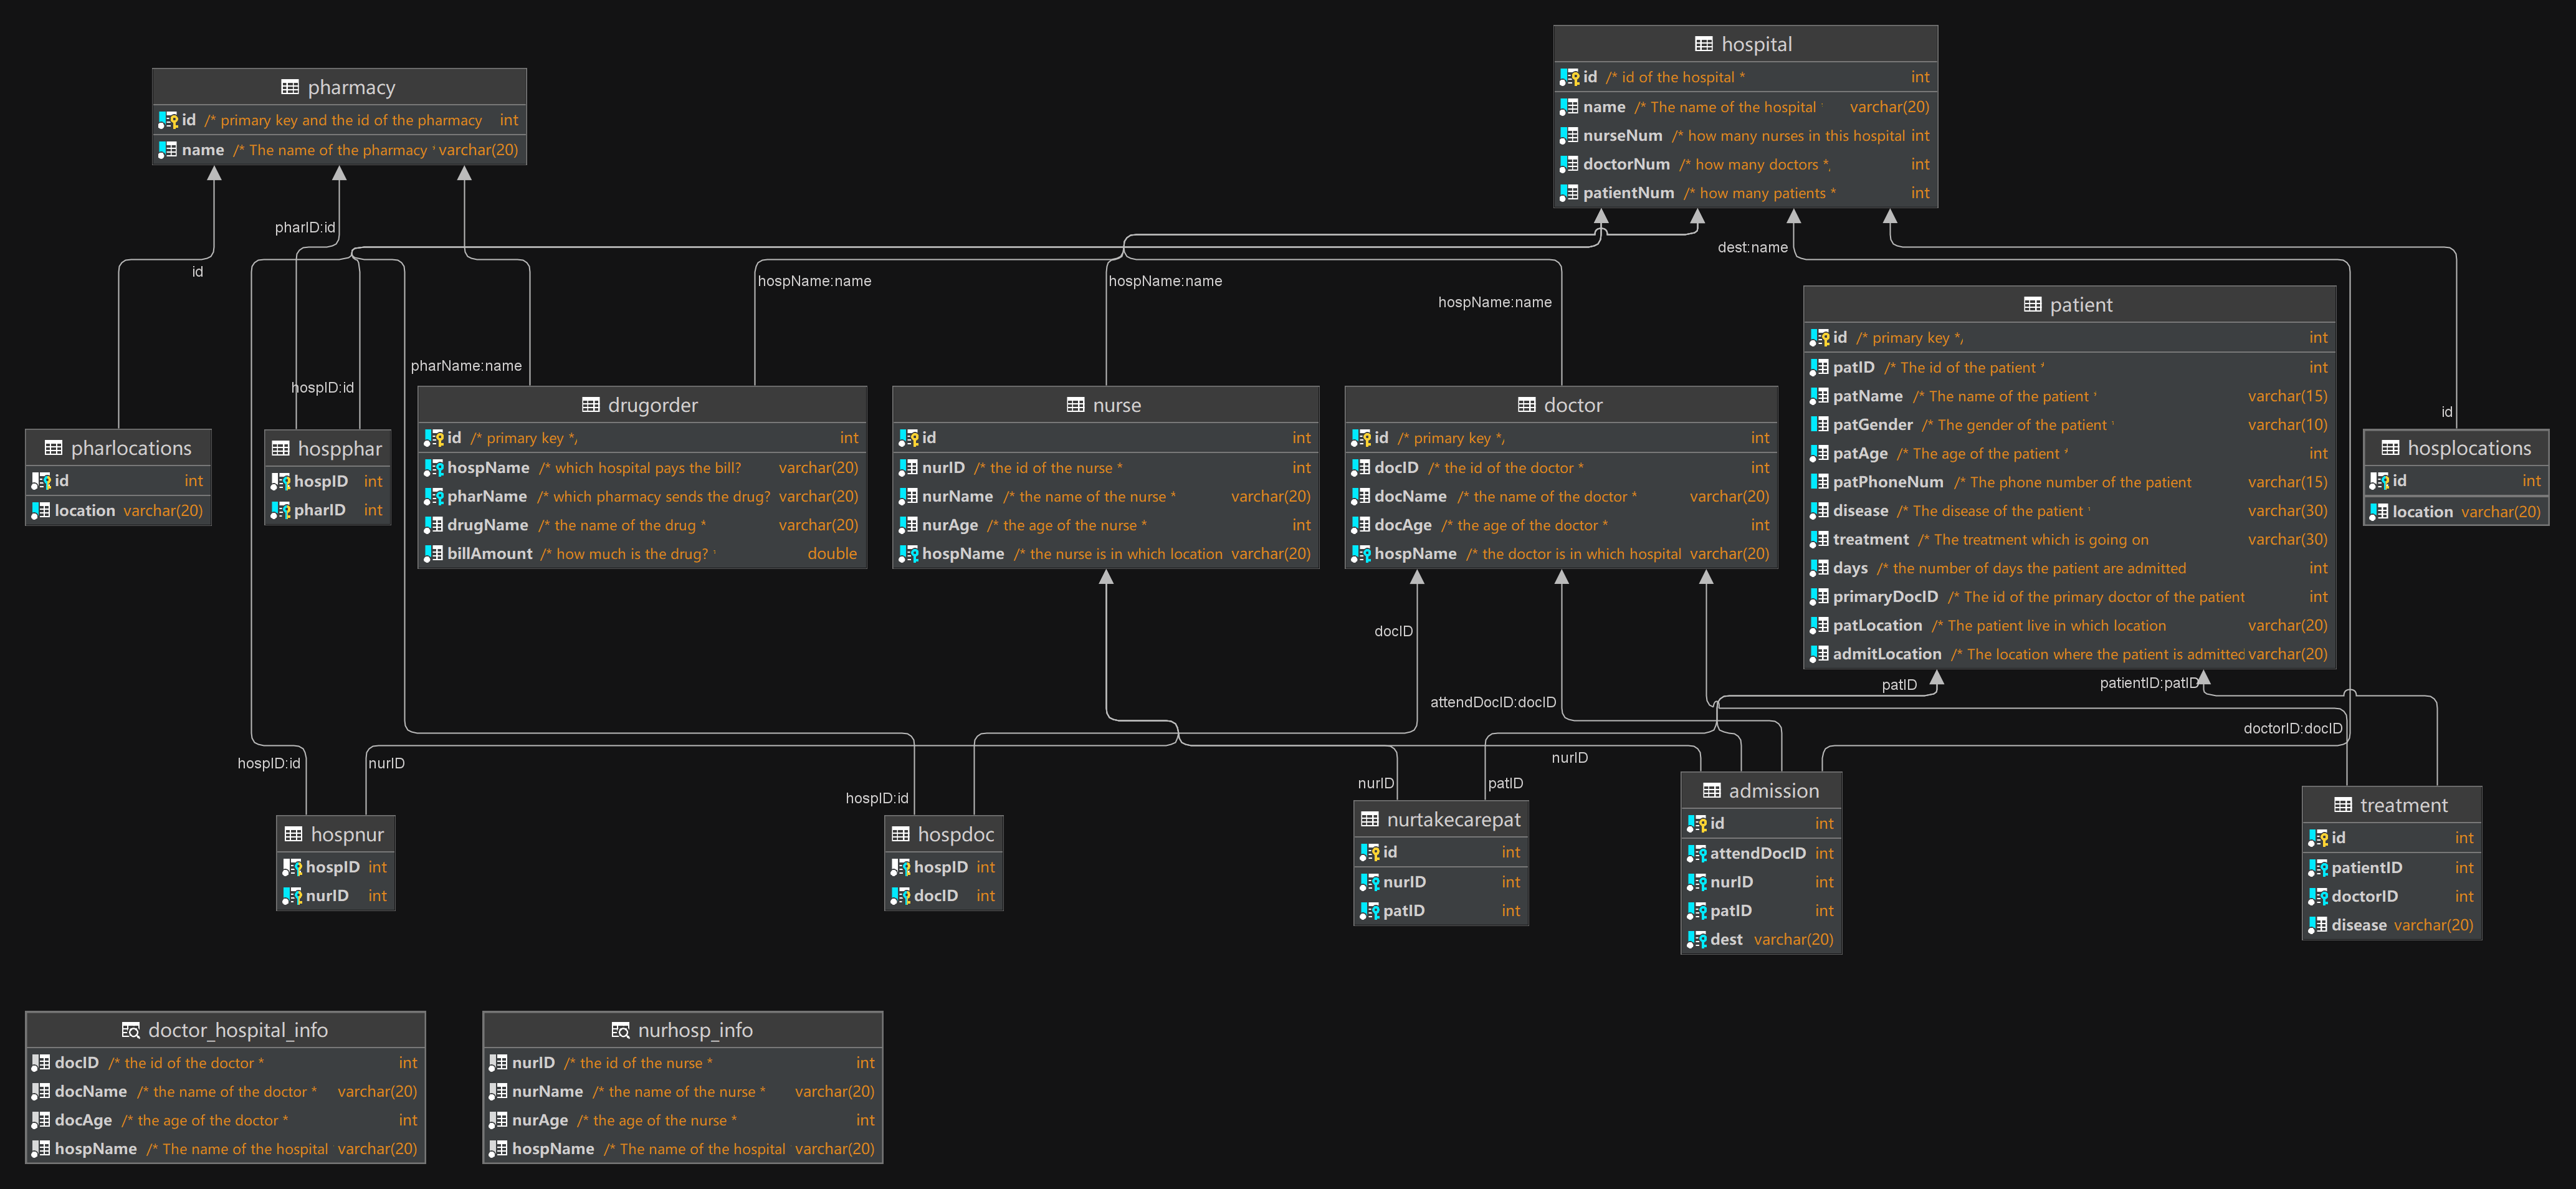 hospital
id /* id of the hospital * int
name /* The name of the hospital ' varchar(20)
nurseNum /* how many nurses in this hospital int
doctorNum /* how many doctors *, int
patientNum /* how many patients * int
pharmacy
id /* primary key and the id of the pharmacy int
name /* The name of the pharmacy ' varchar(20)
pharID:id
id
dest:name
hospName:name
hospName:name
hospName:name
pharName:name
hospID:id
id
patient
id /* primary key */ int
patID /* The id of the patient * int
patName /* The name of the patient ' varchar(15)
patGender /* The gender of the patient ' varchar(10)
patAge /* The age of the patient * int
patPhoneNum /* The phone number of the patient varchar(15)
disease /* The disease of the patient ' varchar(30)
treatment /* The treatment which is going on varchar(30)
days /* the number of days the patient are admitted int
primaryDocID /* The id of the primary doctor of the patient int
patLocation /* The patient live in which location varchar(20)
admitLocation /* The location where the patient is admitted varchar(20)
pharlocations
id int
location varchar(20)
hospphar
hospID int
pharID int
drugorder
id /* primary key */ int
hospName /* which hospital pays the bill? varchar(20)
pharName /* which pharmacy sends the drug? varchar(20)
drugName /* the name of the drug * varchar(20)
billAmount /* how much is the drug? ' double
nurse
id int
nurID /* the id of the nurse * int
nurName /* the name of the nurse * varchar(20)
nurAge /* the age of the nurse * int
hospName /* the nurse is in which location varchar(20)
doctor
id /* primary key */ int
docID /* the id of the doctor * int
docName /* the name of the doctor * varchar(20)
docAge /* the age of the doctor * int
hospName /* the doctor is in which hospital varchar(20)
hosplocations
id int
location varchar(20)
docID
patID
patientID:patID
attendDocID:docID
doctorID:docID
hospID:id
nurID
nurID
nurID
patID
hospID:id
hospnur
hospID int
nurID int
hospdoc
hospID int
docID int
nurtakecarepat
id int
nurID int
patID int
admission
id int
attendDocID int
nurID int
patID int
dest varchar(20)
treatment
id int
patientID int
doctorID int
disease varchar(20)
doctor_hospital_info
docID /* the id of the doctor * int
docName /* the name of the doctor * varchar(20)
docAge /* the age of the doctor * int
hospName /* The name of the hospital varchar(20)
nurhosp_info
nurID /* the id of the nurse * int
nurName /* the name of the nurse * varchar(20)
nurAge /* the age of the nurse * int
hospName /* The name of the hospital varchar(20)